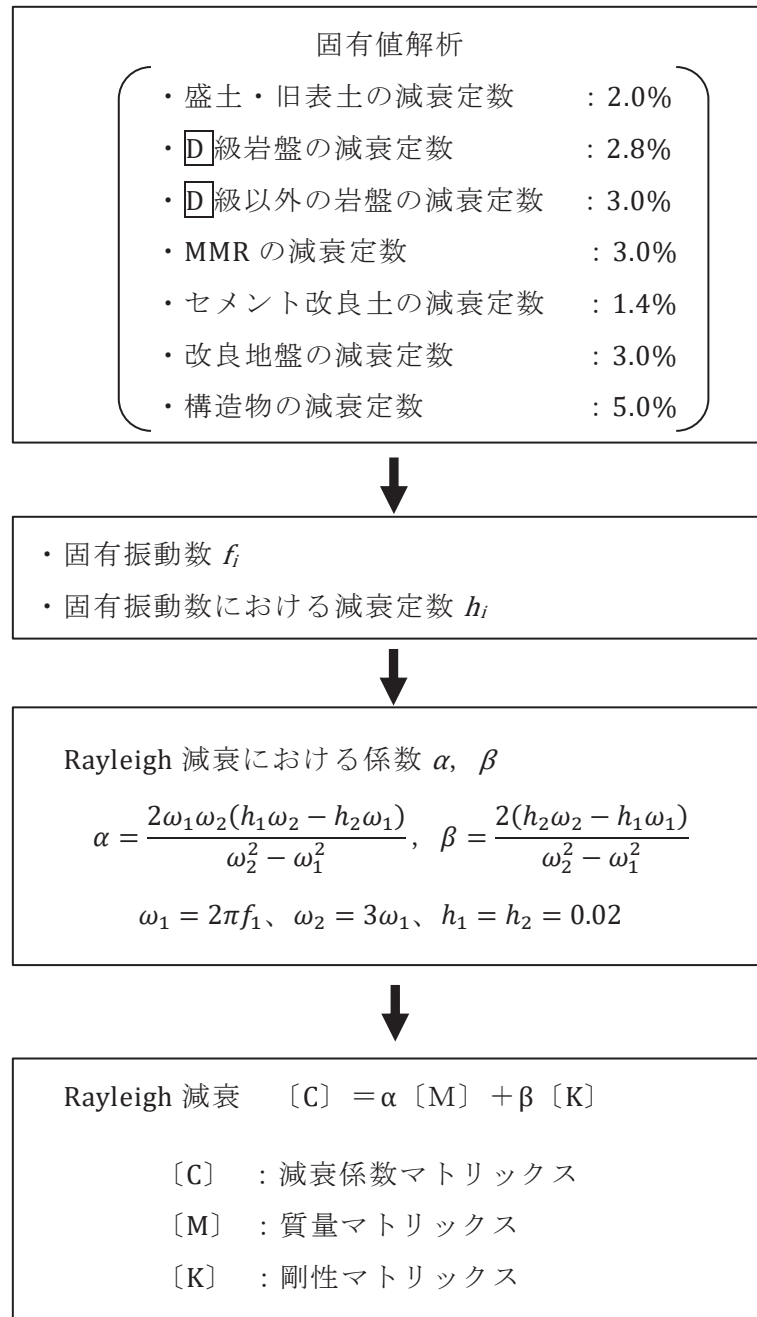 固有値解析
・盛土・旧表土の減衰定数 : 2.0%
・D級岩盤の減衰定数 : 2.8%
・D級以外の岩盤の減衰定数 : 3.0%
・MMR の減衰定数 : 3.0%
・セメント改良土の減衰定数 : 1.4%
・改良地盤の減衰定数 : 3.0%
・構造物の減衰定数 : 5.0%
・固有振動数 fᵢ
・固有振動数における減衰定数 hᵢ
Rayleigh 減衰における係数 α, β
α = 2ω₁ω₂(h₁ω₂ − h₂ω₁) / (ω₂² − ω₁²), β = 2(h₂ω₂ − h₁ω₁) / (ω₂² − ω₁²)
ω₁ = 2πf₁、ω₂ = 3ω₁、h₁ = h₂ = 0.02
Rayleigh 減衰 〔C〕=α〔M〕+β〔K〕
〔C〕 : 減衰係数マトリックス
〔M〕 : 質量マトリックス
〔K〕 : 剛性マトリックス